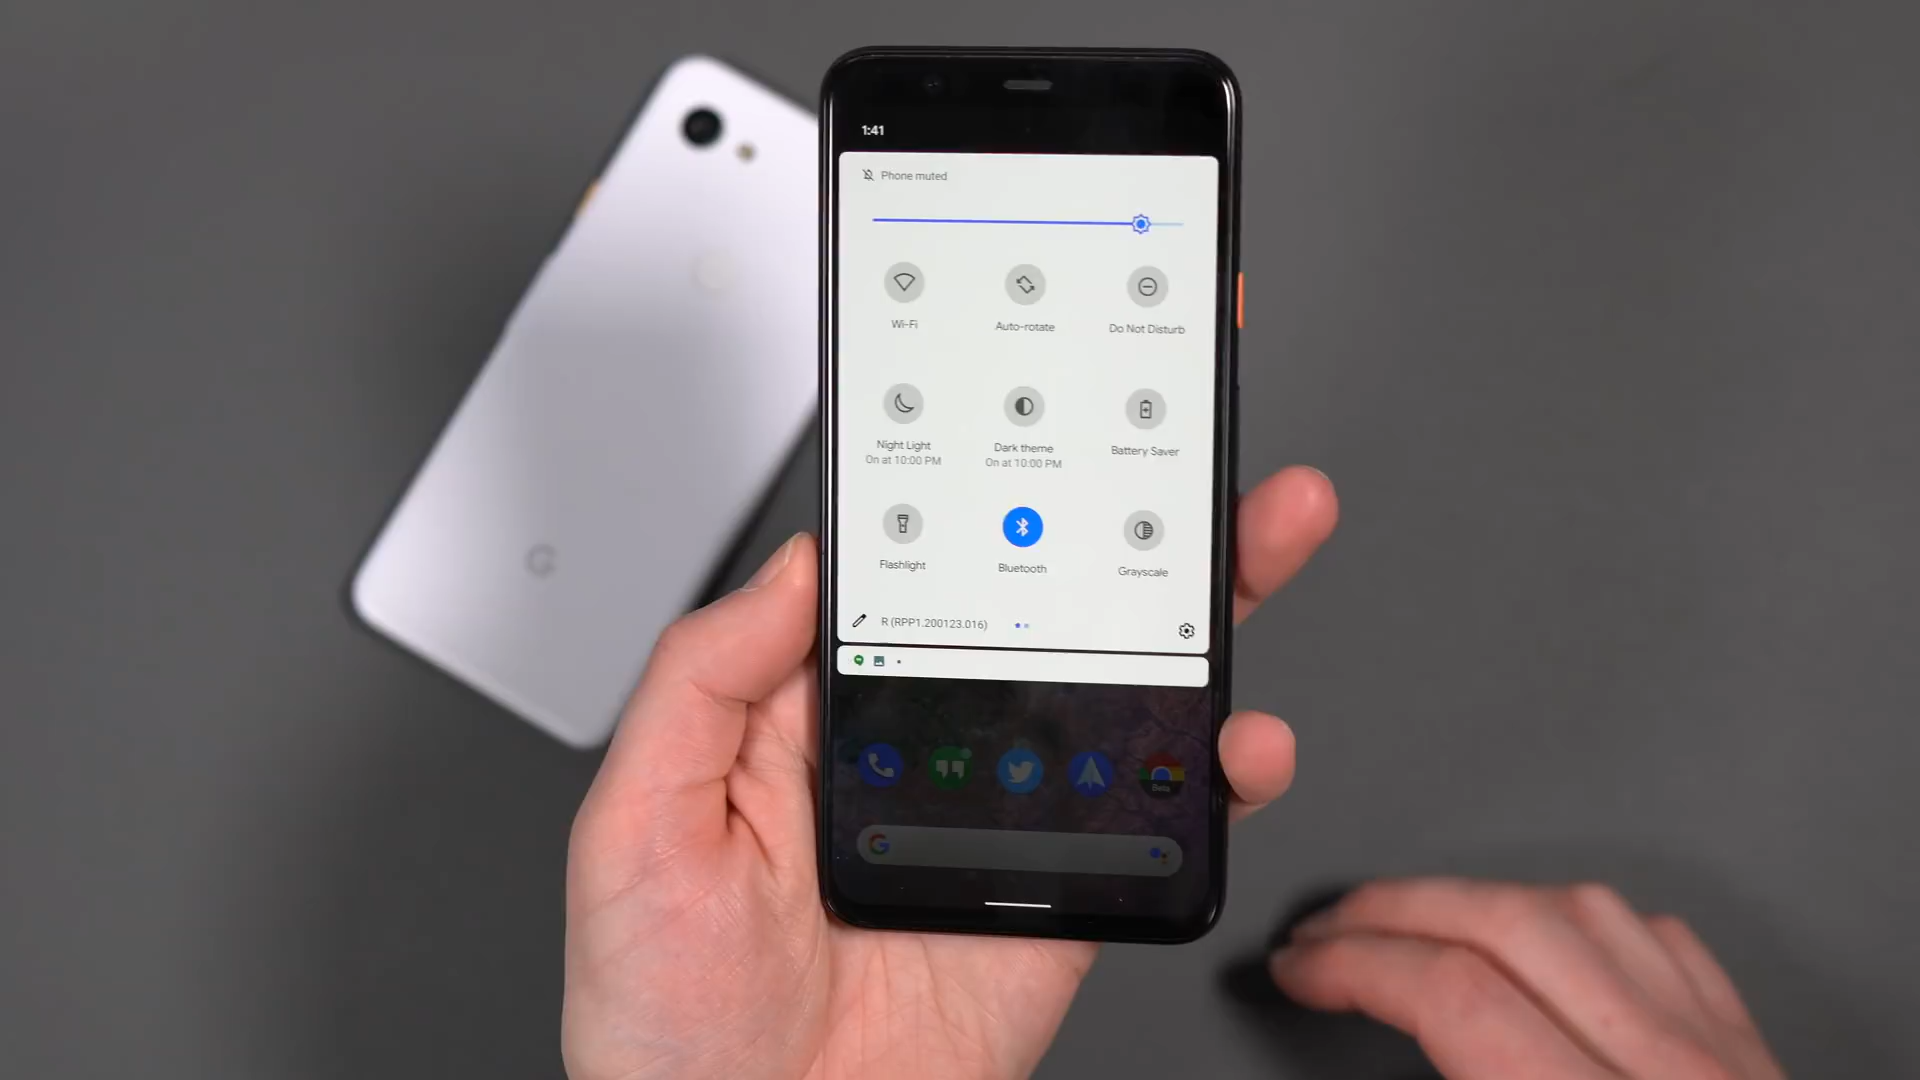 1:41
Phone muted
Wi-Fi
Auto-rotate
Do Not Disturb
Night Light
On at 10:00 PM
Dark theme
On at 10:00 PM
Battery Saver
Flashlight
Bluetooth
Grayscale
R (RPP1.200123.016)
Beta
G
G